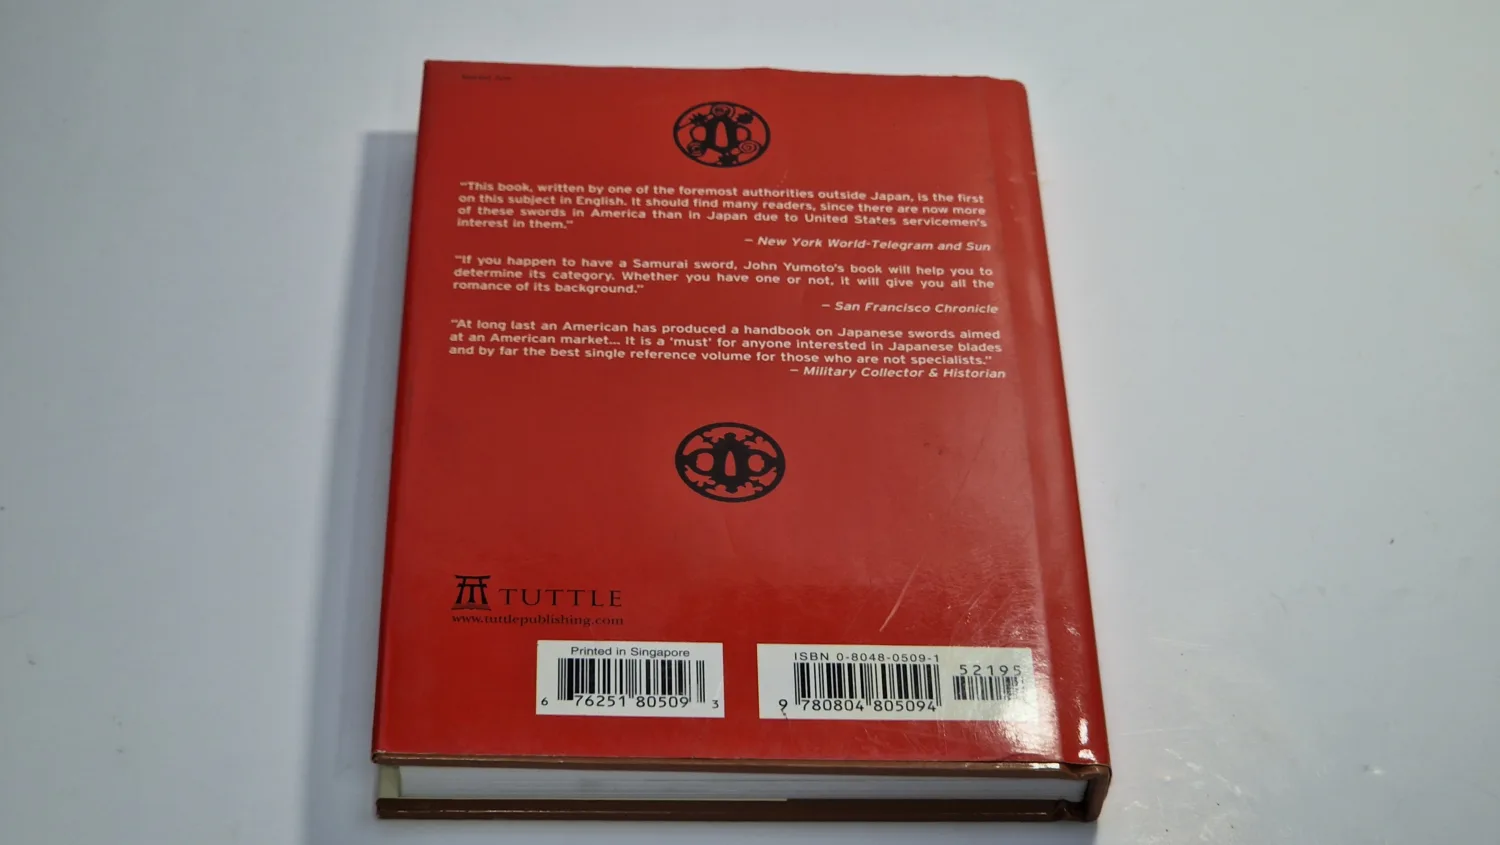 "This book, written by one of the foremost authorities outside Japan, is the first
on this subject in English. It should find many readers, since there are now more
of these swords in America than in Japan due to United States servicemen's
interest in them."
– New York World-Telegram and Sun
"If you happen to have a Samurai sword, John Yumoto's book will help you to
determine its category. Whether you have one or not, it will give you all the
romance of its background."
– San Francisco Chronicle
"At long last an American has produced a handbook on Japanese swords aimed
at an American market... It is a 'must' for anyone interested in Japanese blades
and by far the best single reference volume for those who are not specialists."
– Military Collector & Historian
TUTTLE
www.tuttlepublishing.com
Printed in Singapore
6 76251 80509 3
ISBN 0-8048-0509-1
52195
9 780804 805094